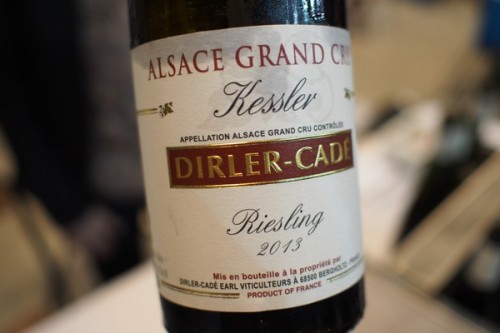 ALSACE GRAND CRU
Kessler
APPELLATION ALSACE GRAND CRU CONTRÔLÉE
DIRLER-CADÉ
Riesling
2013
Mis en bouteille à la propriété par
DIRLER-CADÉ EARL VITICULTEURS À 68500 BERGHOLTZ-
PRODUCT OF FRANCE